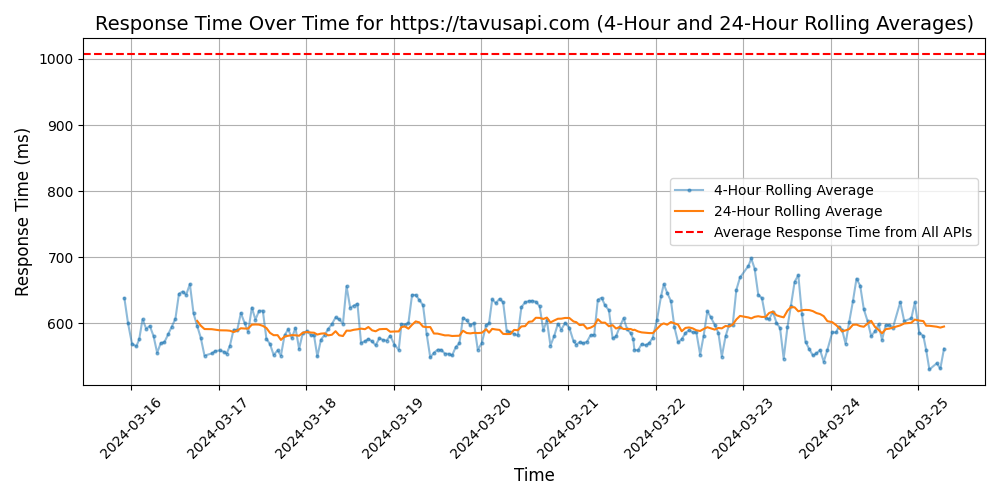 Response Time Over Time for https://tavusapi.com (4-Hour and 24-Hour Rolling Averages)
Response Time (ms)
1000
900
800
700
600
4-Hour Rolling Average
24-Hour Rolling Average
Average Response Time from All APIs
2024-03-16
2024-03-17
2024-03-18
2024-03-19
2024-03-20
2024-03-21
2024-03-22
2024-03-23
2024-03-24
2024-03-25
Time